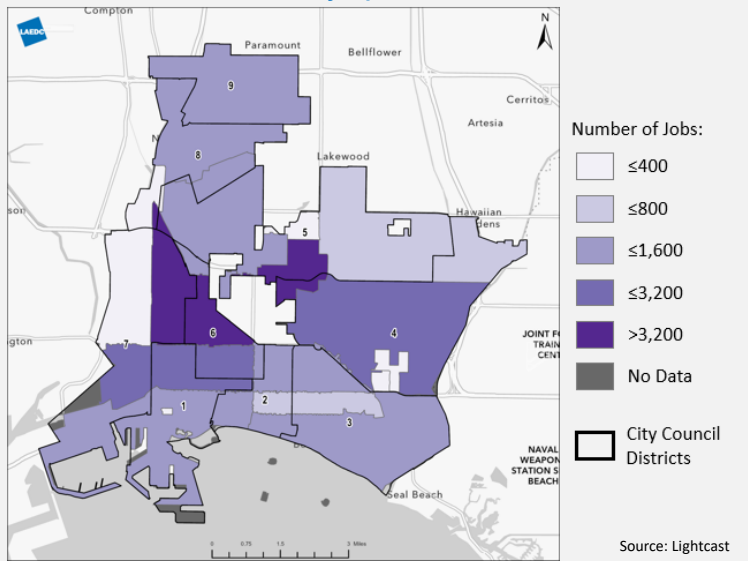 Compton
LAEDC
N
Paramount
Bellflower
9
Cerritos
Artesia
8
N
Lakewood
Hawaiian
dens
son
5
4
6
7
gton
JOINT FO
TRAIN
CENT
1
2
3
NAVAL
WEAPON
STATION S
BEACH
Seal Beach
0 0.75 1.5 3 Miles
Number of Jobs:
≤400
≤800
≤1,600
≤3,200
>3,200
No Data
City Council
Districts
Source: Lightcast